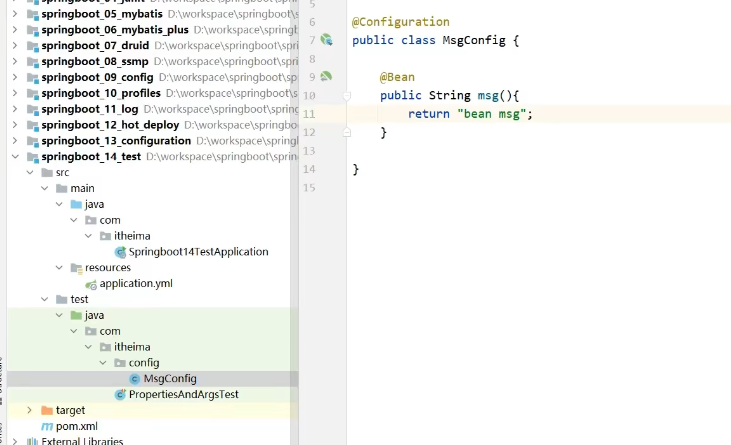 springboot_05_mybatis D:\workspace\springboot\sprin
springboot_06_mybatis_plus D:\workspace\springboot\
springboot_07_druid D:\workspace\springboot\spring
springboot_08_ssmp D:\workspace\springboot\spring
springboot_09_config D:\workspace\springboot\sprin
springboot_10_profiles D:\workspace\springboot\spri
springboot_11_log D:\workspace\springboot\springbo
springboot_12_hot_deploy D:\workspace\springboot\
springboot_13_configuration D:\workspace\springbo
springboot_14_test D:\workspace\springboot\spring
src
main
java
com
itheima
Springboot14TestApplication
resources
application.yml
test
java
com
itheima
config
MsgConfig
PropertiesAndArgsTest
target
pom.xml
External Libraries
5
6 @Configuration
7 public class MsgConfig {
8
9 @Bean
10 public String msg(){
11 return "bean msg";
12 }
13
14 }
15